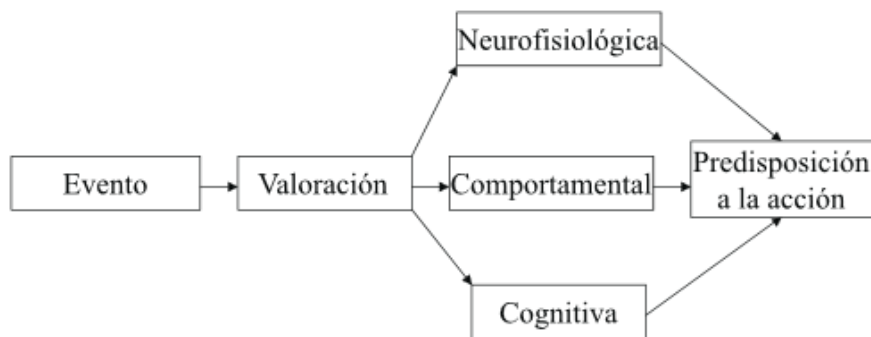 Neurofisiológica
Evento
Valoración
Comportamental
Predisposición
a la acción
Cognitiva